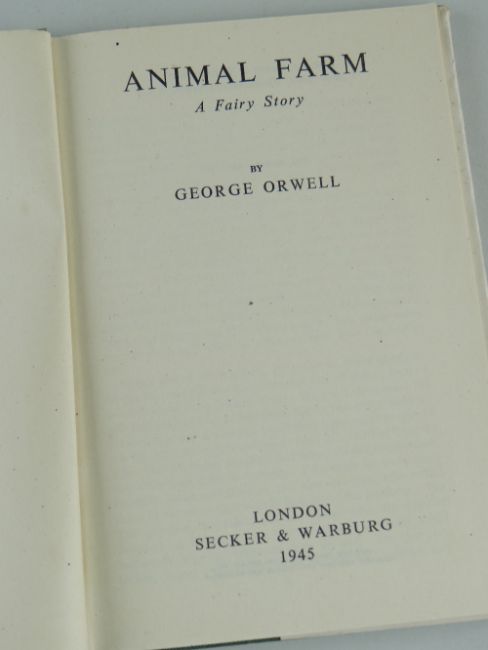 ANIMAL FARM
A Fairy Story
BY
GEORGE ORWELL
LONDON
SECKER & WARBURG
1945